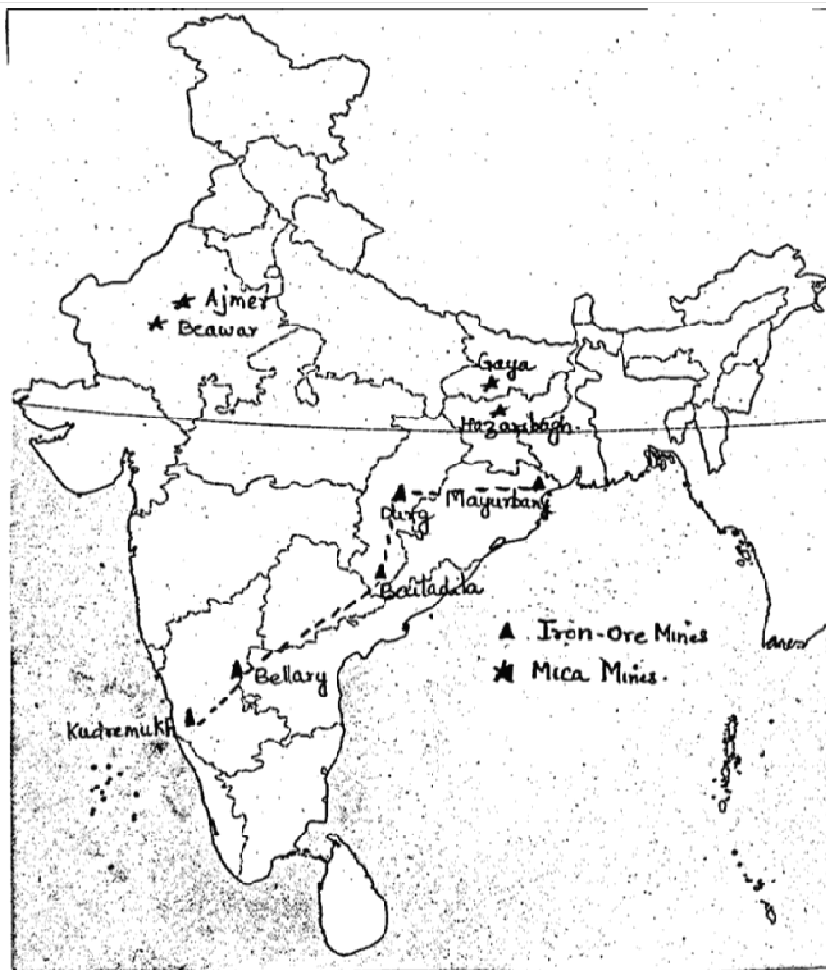 Ajmer
Beawar
Gaya
Hazaribagh.
Durg
Mayurbanj
Bailadila
Iron-Ore Mines
Mica Mines.
Bellary
Kudremukh